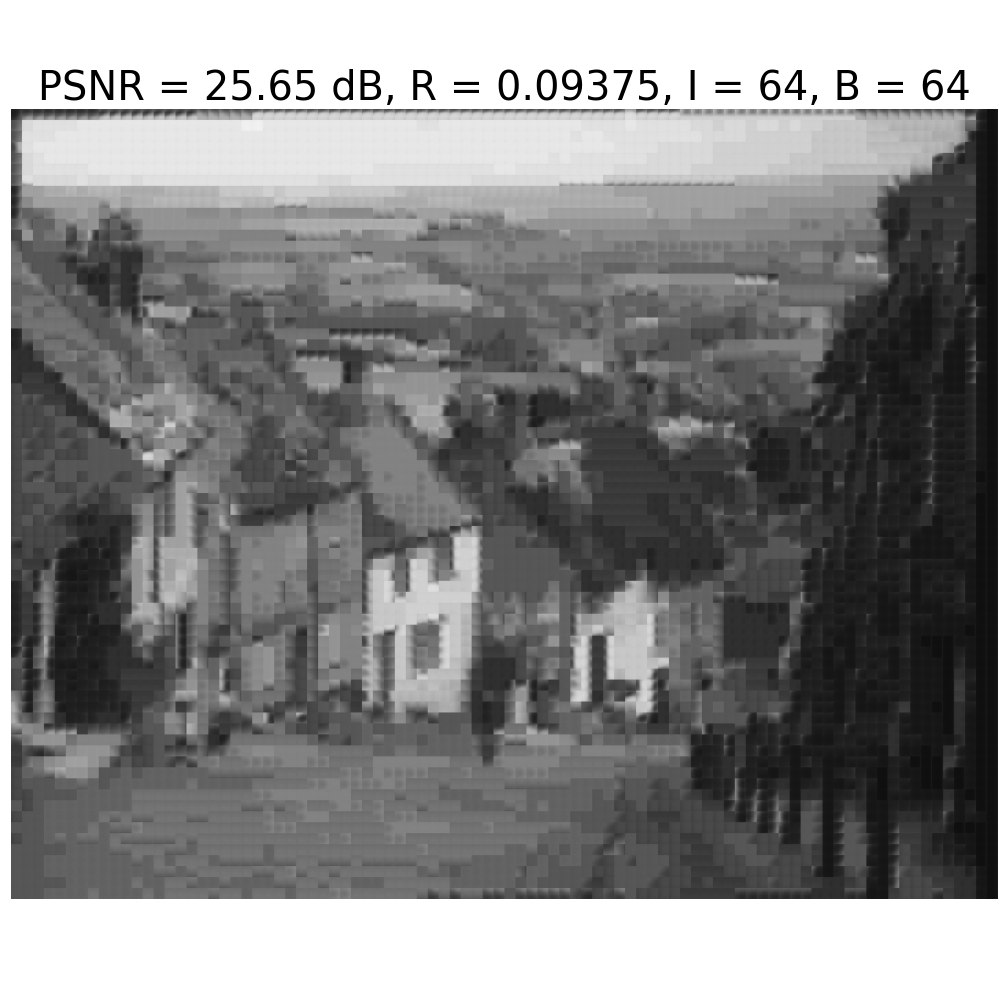 PSNR = 25.65 dB, R = 0.09375, I = 64, B = 64